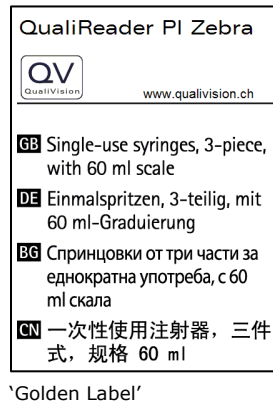 QualiReader PI Zebra
QV
QualiVision
www.qualivision.ch
GB Single-use syringes, 3-piece,
with 60 ml scale
DE Einmalspritzen, 3-teilig, mit
60 ml-Graduierung
BG Спринцовки от три части за
еднократна употреба, с 60
ml скала
CN 一次性使用注射器，三件
式，规格 60 ml
‘Golden Label’